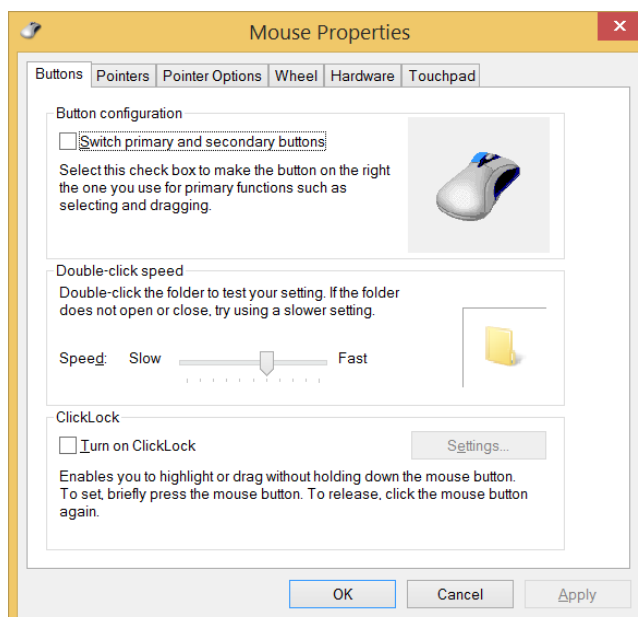 Mouse Properties
Buttons Pointers Pointer Options Wheel Hardware Touchpad
Button configuration
Switch primary and secondary buttons
Select this check box to make the button on the right
the one you use for primary functions such as
selecting and dragging.
Double-click speed
Double-click the folder to test your setting. If the folder
does not open or close, try using a slower setting.
Speed: Slow Fast
ClickLock
Turn on ClickLock Settings...
Enables you to highlight or drag without holding down the mouse button.
To set, briefly press the mouse button. To release, click the mouse button
again.
OK Cancel Apply